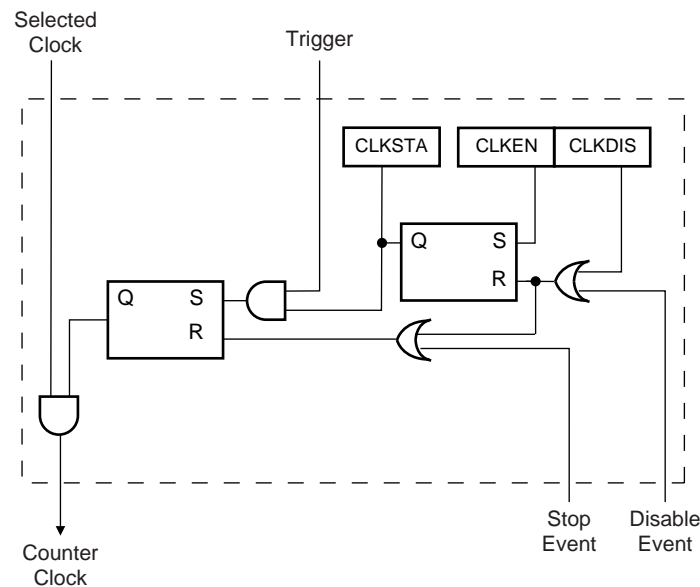 Selected
Clock
Trigger
CLKSTA
CLKEN
CLKDIS
Q
S
R
Q
S
R
Stop
Event
Disable
Event
Counter
Clock